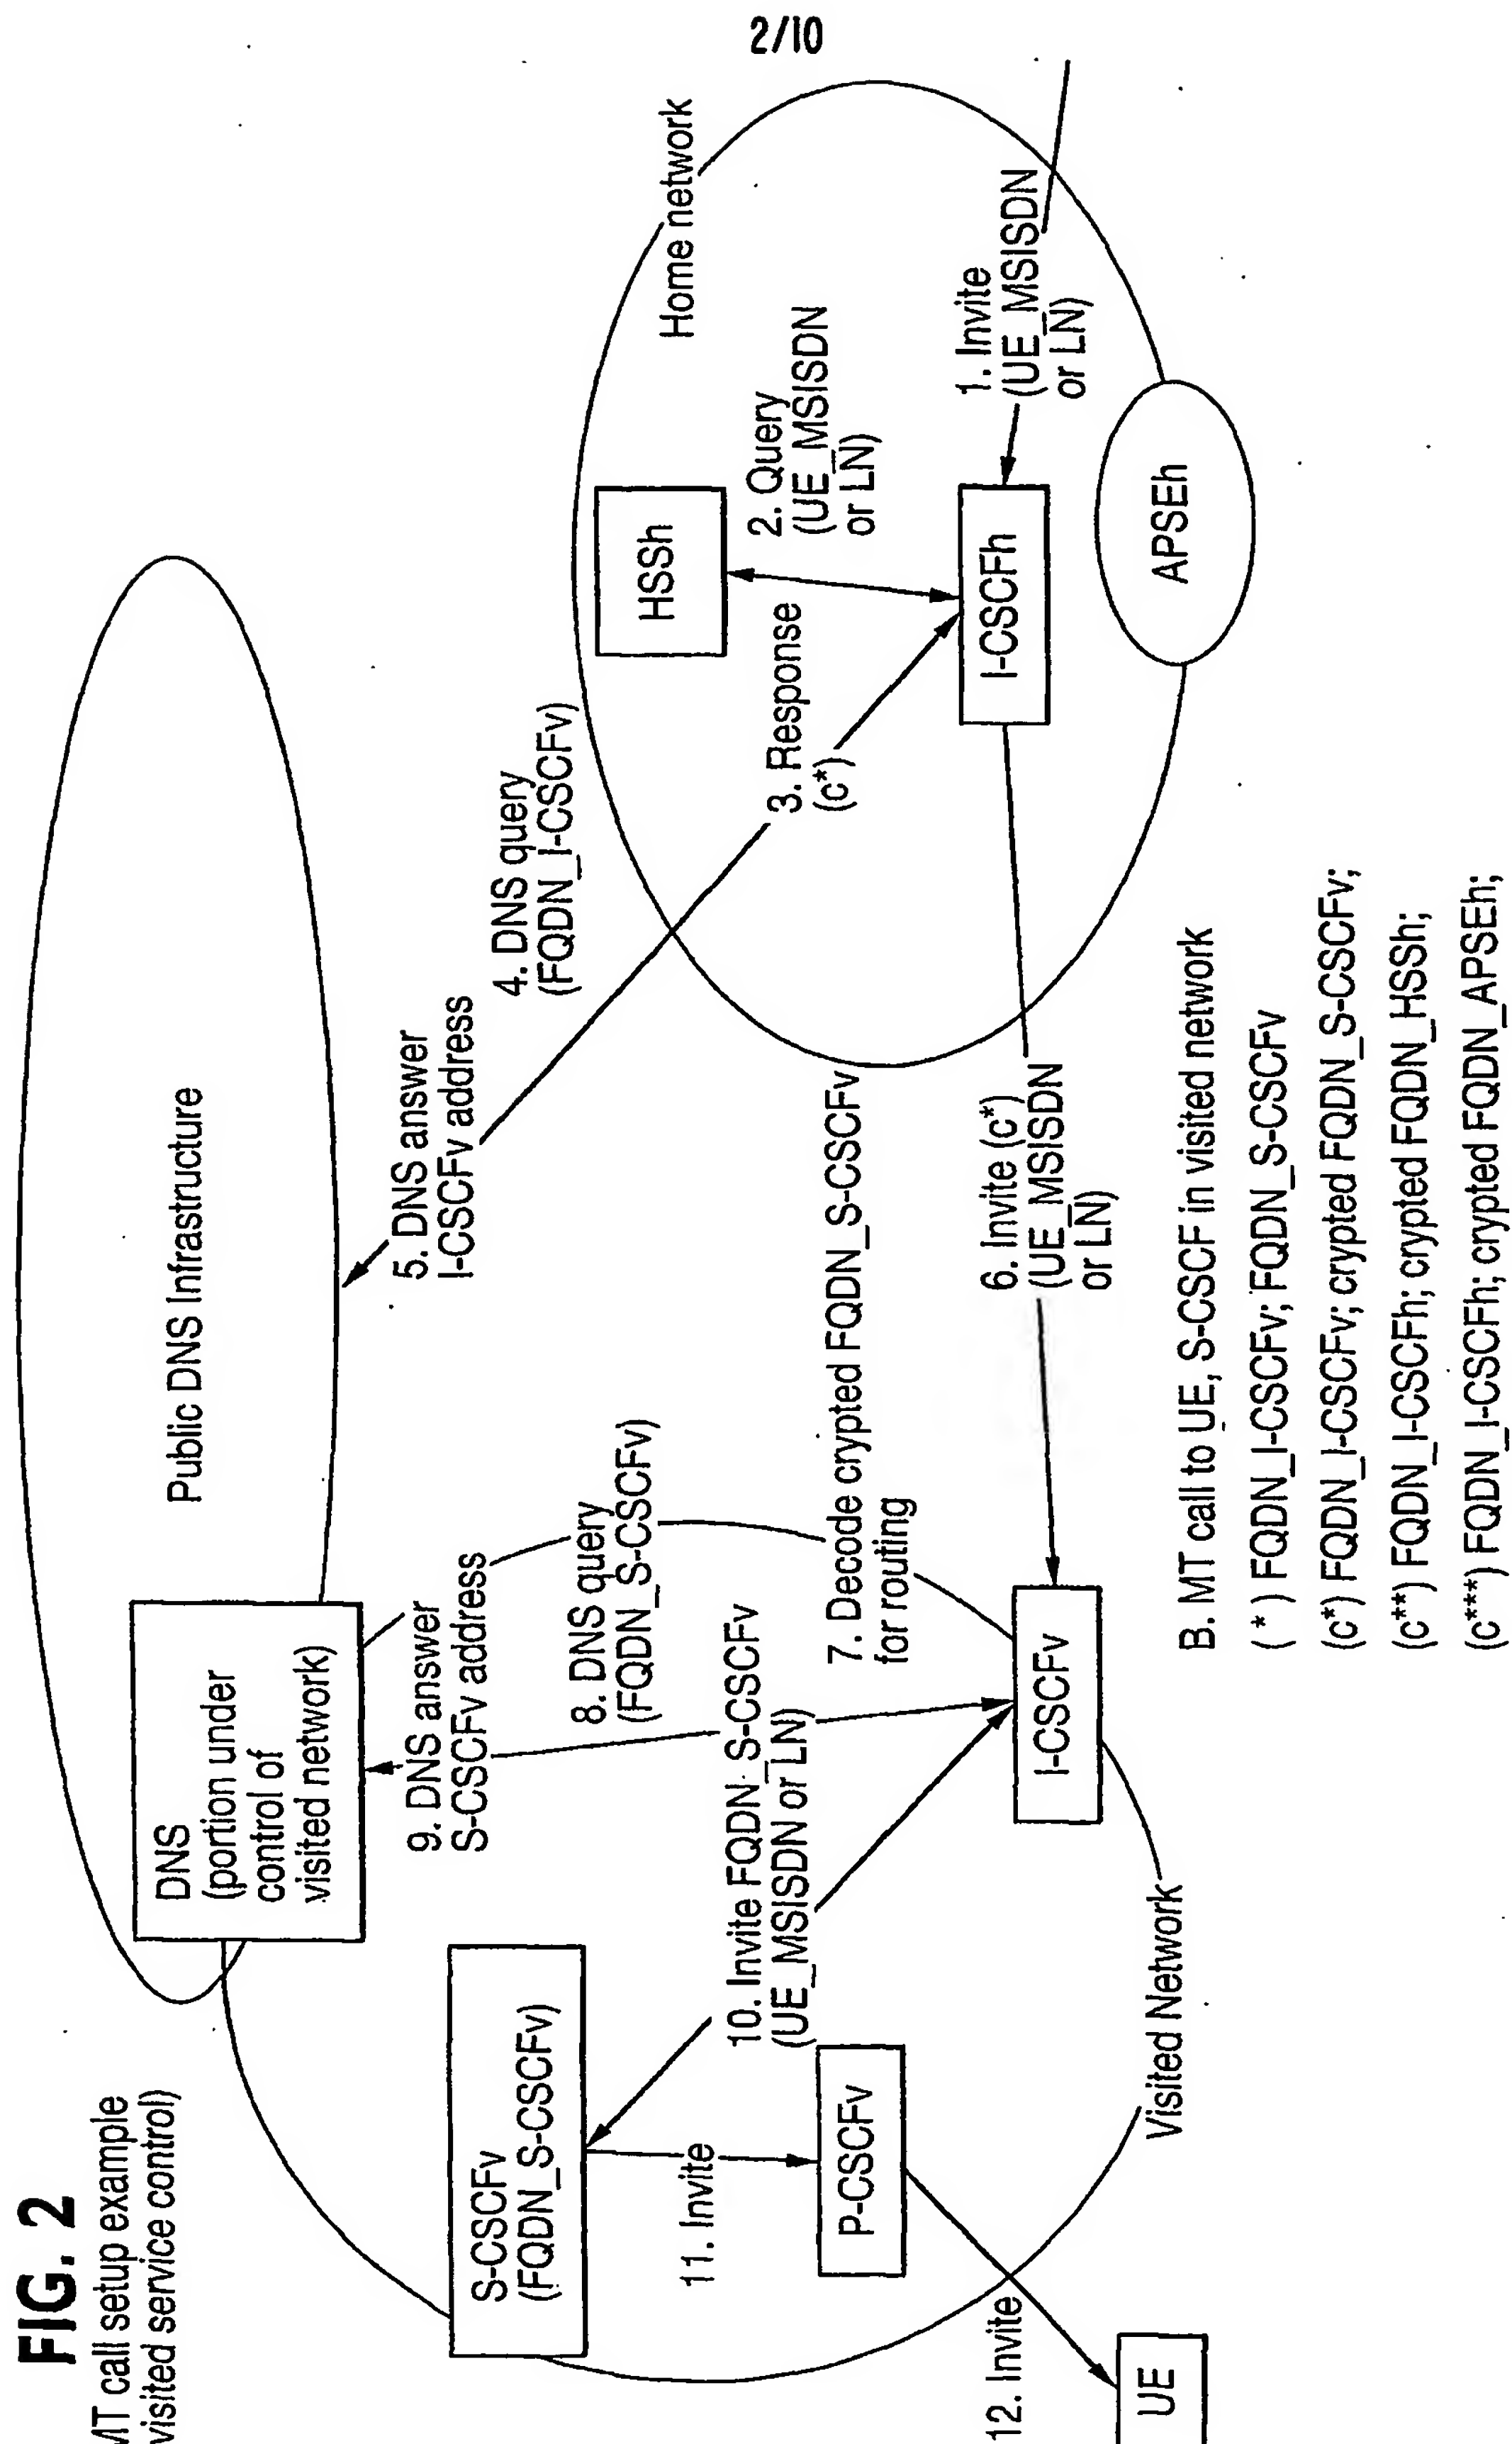 2/10
FIG. 2
MT call setup example
visited service control)
Public DNS Infrastructure
DNS
(portion under
control of
visited network)
Home network
HSSh
I-CSCFh
APSEh
1. Invite
(UE_MSISDN
or LN)
2. Query
(UE_MSISDN
or LN)
3. Response
(c*)
4. DNS query
(FQDN_I-CSCFv)
5. DNS answer
I-CSCFv address
6. Invite (c*)
(UE_MSISDN
or LN)
7. Decode crypted FQDN_S-CSCFv
for routing
8. DNS query
(FQDN_S-CSCFv)
9. DNS answer
S-CSCFv address
10. Invite FQDN_S-CSCFv
(UE_MSISDN or LN)
S-CSCFv
(FQDN_S-CSCFv)
11. Invite
P-CSCFv
I-CSCFv
12. Invite
UE
Visited Network
B. MT call to UE, S-CSCF in visited network
(*) FQDN_I-CSCFv; FQDN_S-CSCFv
(c*) FQDN_I-CSCFv; crypted FQDN_S-CSCFv;
(c**) FQDN_I-CSCFh; crypted FQDN_HSSh;
(c***) FQDN_I-CSCFh; crypted FQDN_APSEh;